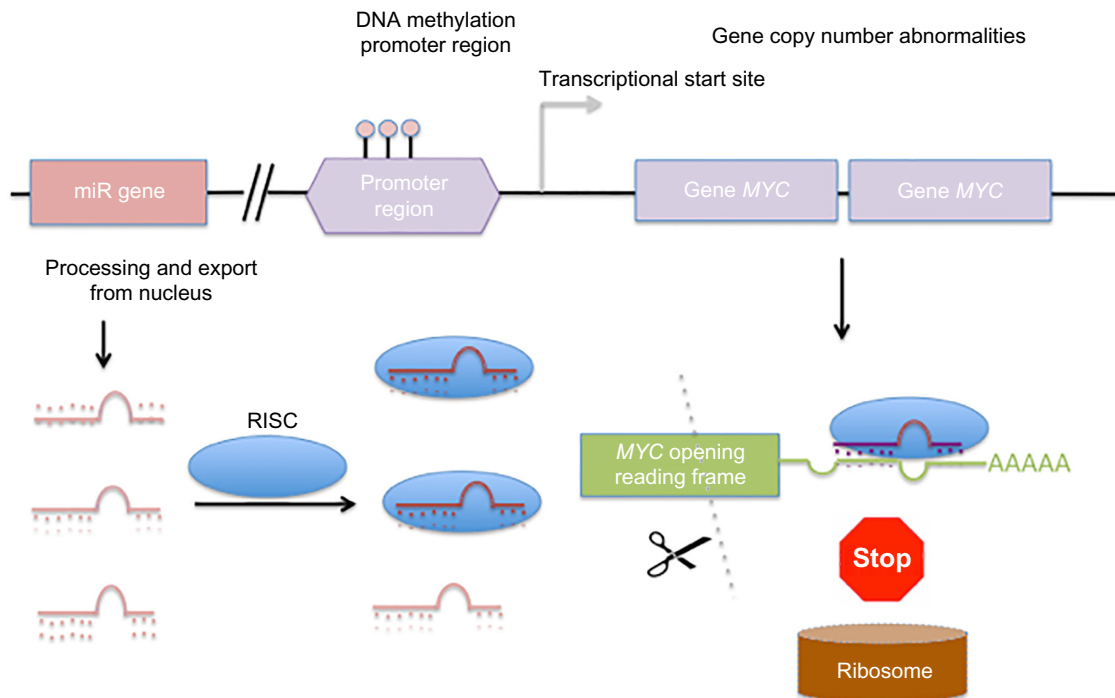 DNA methylation
promoter region
Gene copy number abnormalities
Transcriptional start site
miR gene
Promoter
region
Gene MYC
Gene MYC
Processing and export
from nucleus
RISC
MYC opening
reading frame
AAAAA
Stop
Ribosome